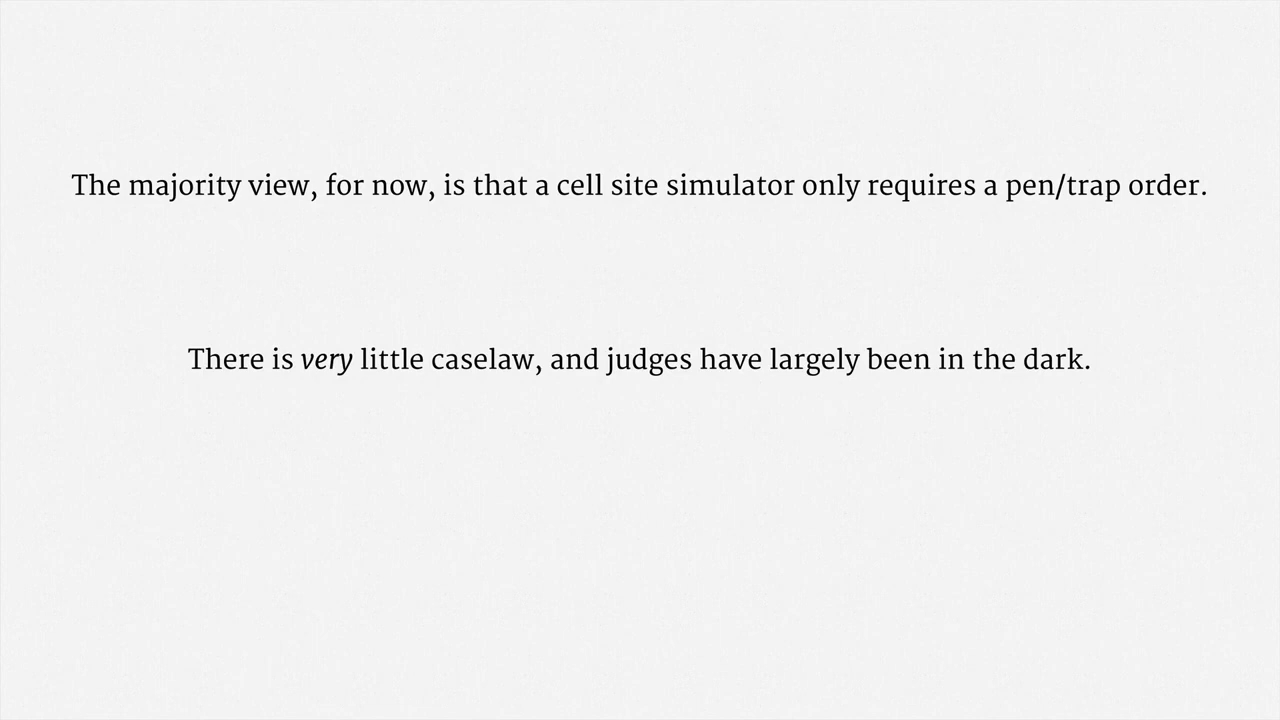 The majority view, for now, is that a cell site simulator only requires a pen/trap order.
There is very little caselaw, and judges have largely been in the dark.